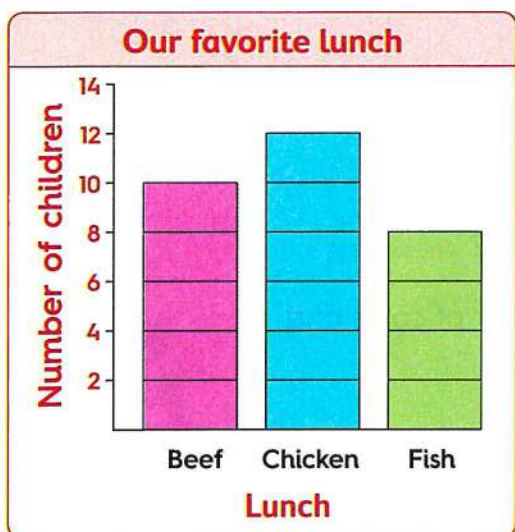 Our favorite lunch
Number of children
14
12
10
8
6
4
2
Beef Chicken Fish
Lunch